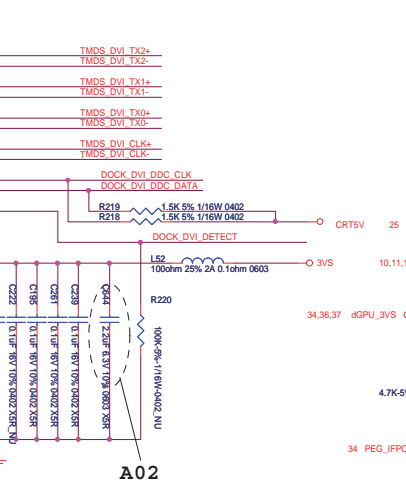 TMDS_DVI_TX2+
TMDS_DVI_TX2-
TMDS_DVI_TX1+
TMDS_DVI_TX1-
TMDS_DVI_TX0+
TMDS_DVI_TX0-
TMDS_DVI_CLK+
TMDS_DVI_CLK-
DOCK_DVI_DDC_CLK
DOCK_DVI_DDC_DATA
R219 1.5K 5% 1/16W 0402
R218 1.5K 5% 1/16W 0402
CRT5V 25
DOCK_DVI_DETECT
L52
100ohm 25% 2A 0.1ohm 0603
3VS 10,11,1
C222 0.1uF 16V 10% 0402 X5R_NU
C195 0.1uF 16V 10% 0402 X5R
C261 0.1uF 16V 10% 0402 X5R
C239 0.1uF 16V 10% 0402 X5R
C644 2.2uF 6.3V 10% 0603 X5R
R220 100K-5%-1/16W-0402_NU
34,36,37 dGPU_3VS
4.7K-5%
34 PEG_IFPC
A02